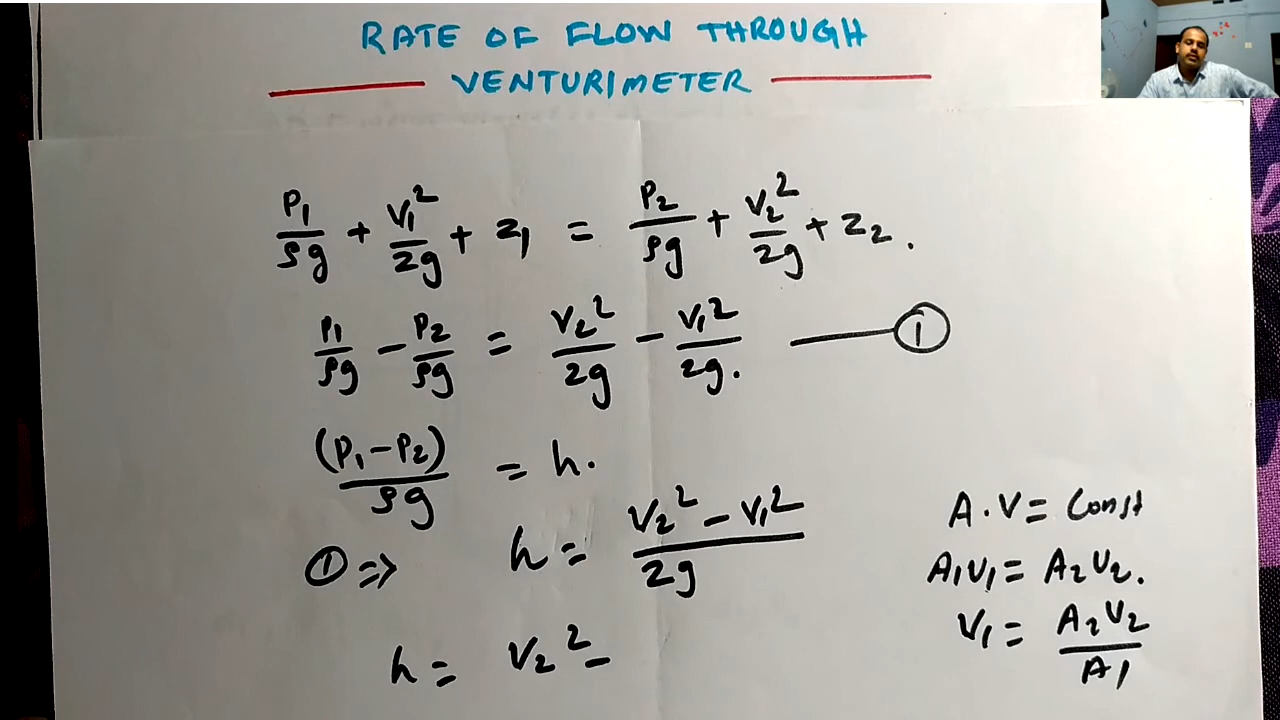 RATE OF FLOW THROUGH
VENTURIMETER
P₁/ρg + V₁²/2g + z₁ = P₂/ρg + V₂²/2g + z₂.
P₁/ρg − P₂/ρg = V₂²/2g − V₁²/2g. —— ①
(P₁−P₂)/ρg = h.
① ⇒ h = V₂² − V₁²/2g
h = V₂² −
A.V = Const
A₁V₁ = A₂V₂.
V₁ = A₂V₂/A1